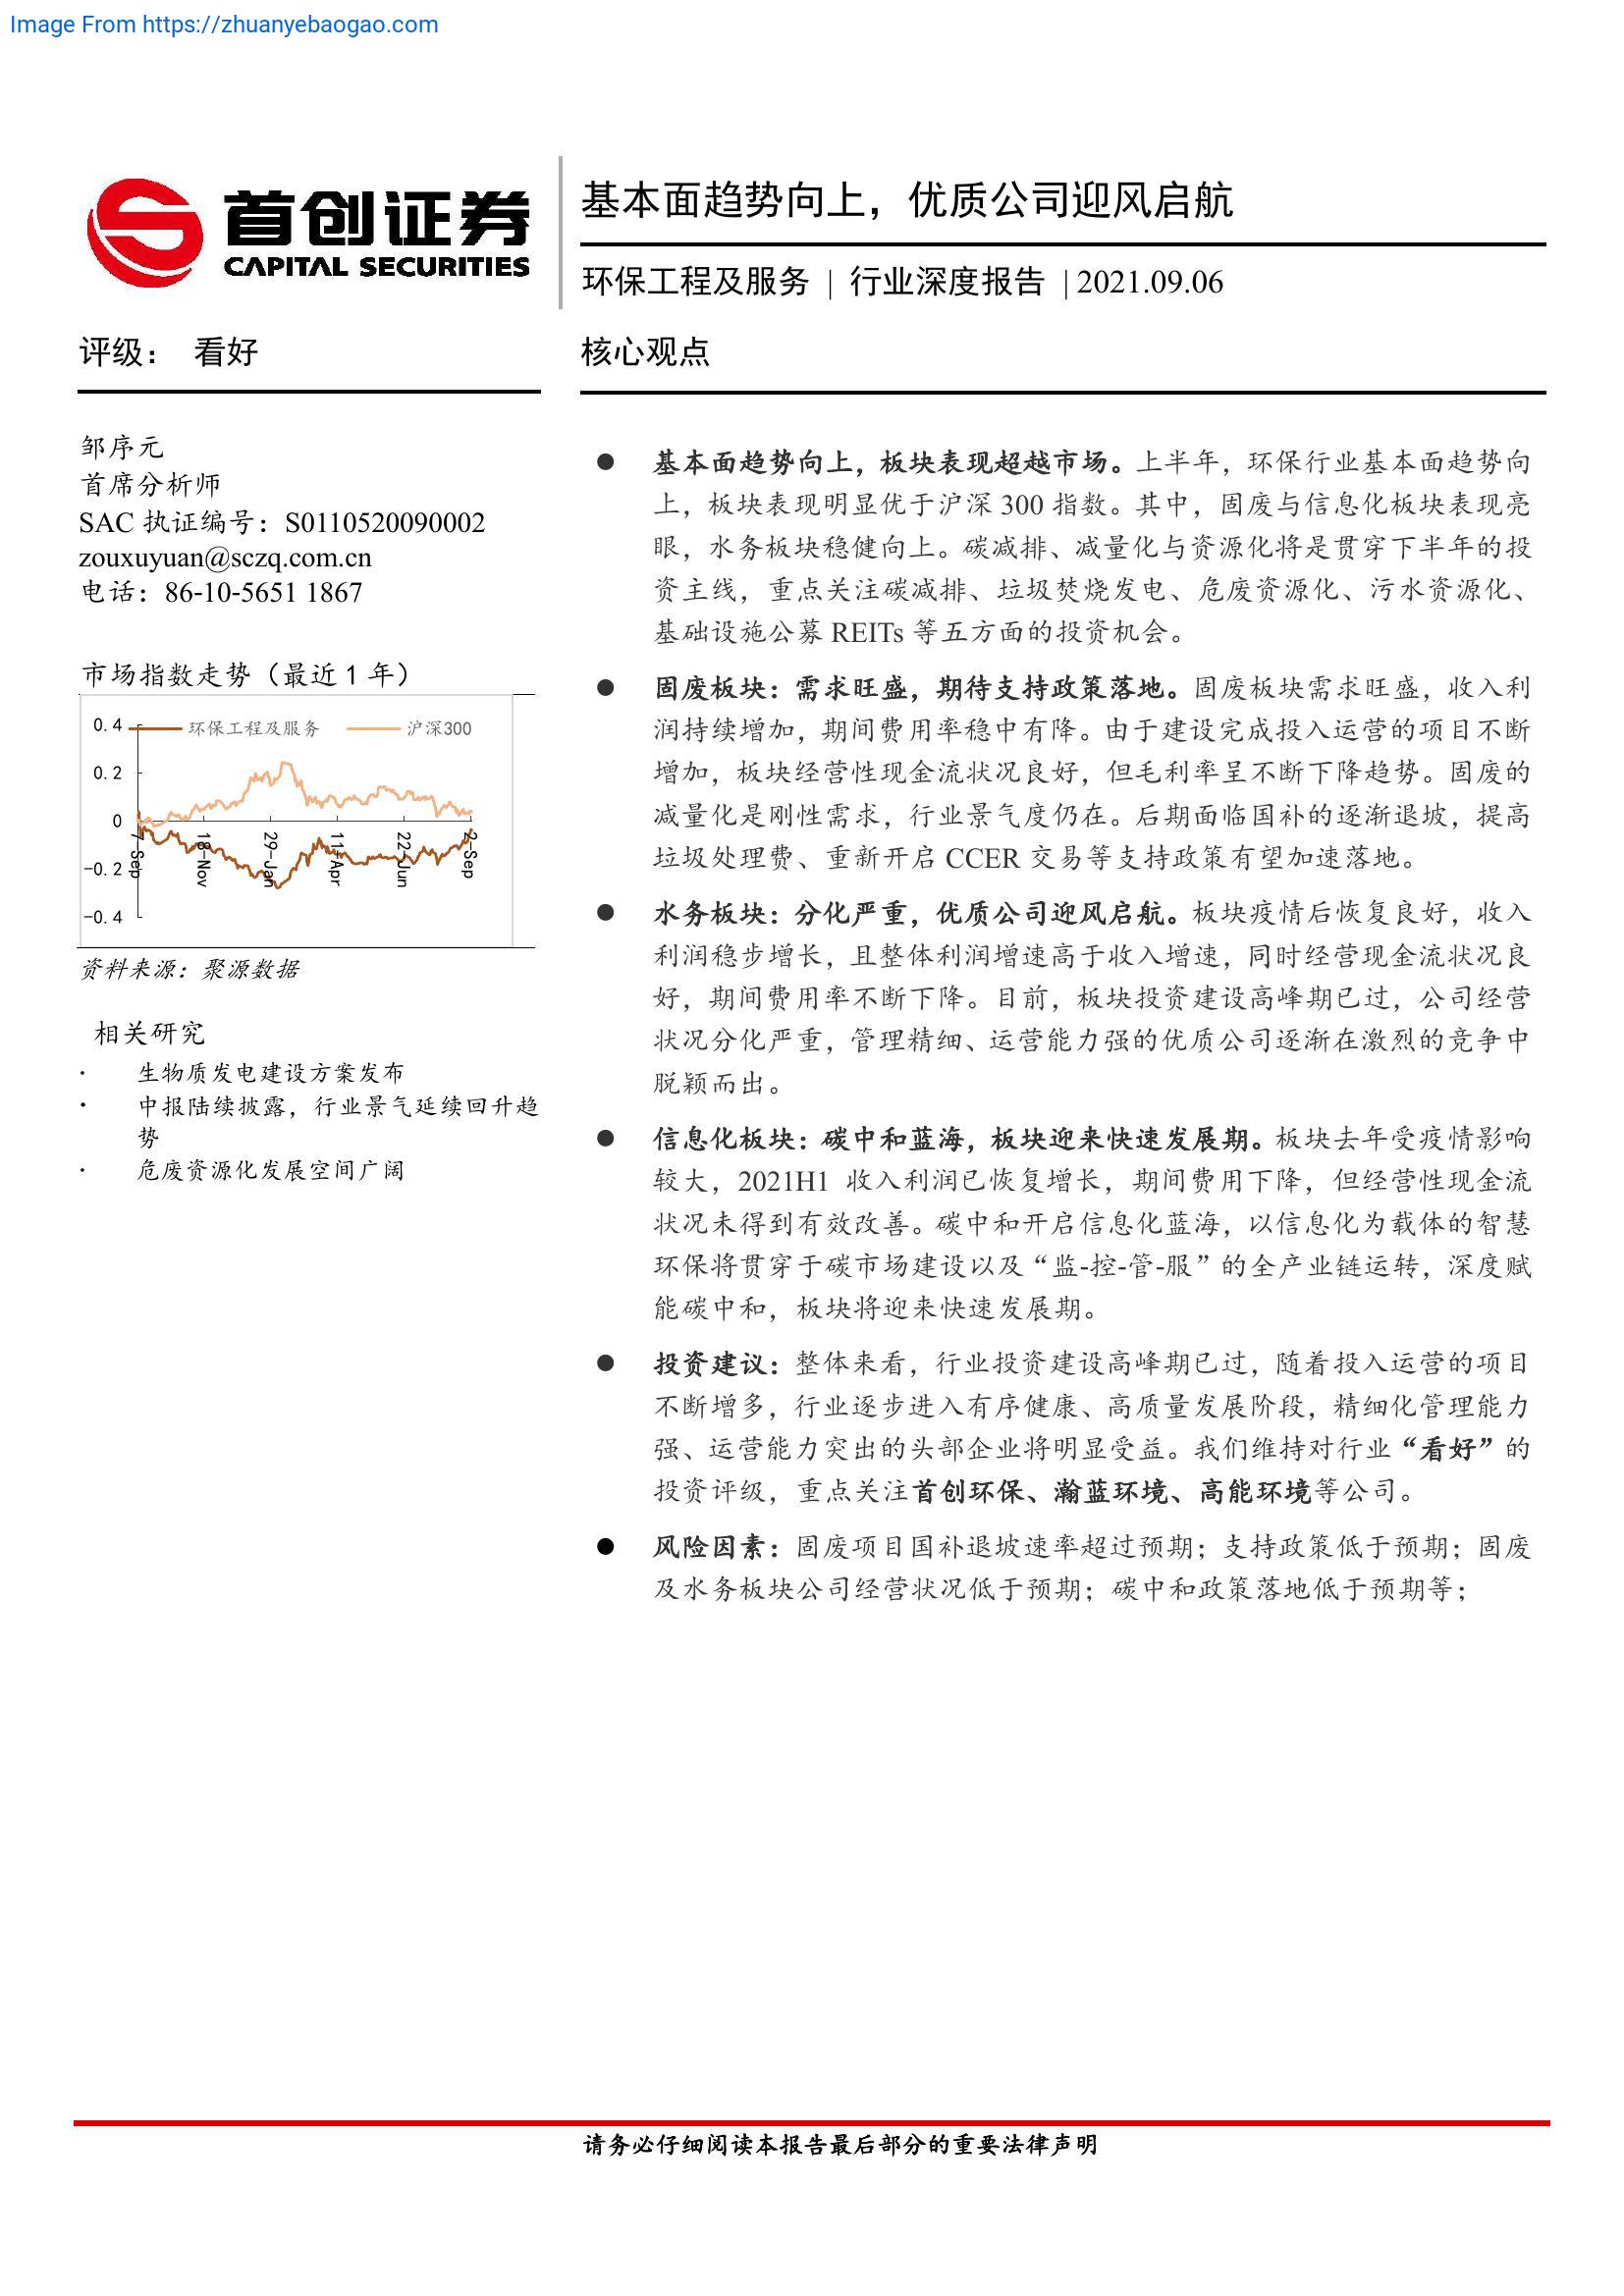 Image From https://zhuanyebaogao.com
首创证券
CAPITAL SECURITIES
基本面趋势向上，优质公司迎风启航
环保工程及服务 | 行业深度报告 | 2021.09.06
评级： 看好
邹序元
首席分析师
SAC 执证编号：S0110520090002
zouxuyuan@sczq.com.cn
电话：86-10-5651 1867
市场指数走势（最近 1 年）
环保工程及服务 沪深300
0.4
0.2
0
-0.2
-0.4
7-Sep
18-Nov
29-Jan
11-Apr
22-Jun
2-Sep
资料来源：聚源数据
相关研究
· 生物质发电建设方案发布
· 中报陆续披露，行业景气延续回升趋
势
· 危废资源化发展空间广阔
核心观点
● 基本面趋势向上，板块表现超越市场。上半年，环保行业基本面趋势向
上，板块表现明显优于沪深 300 指数。其中，固废与信息化板块表现亮
眼，水务板块稳健向上。碳减排、减量化与资源化将是贯穿下半年的投
资主线，重点关注碳减排、垃圾焚烧发电、危废资源化、污水资源化、
基础设施公募 REITs 等五方面的投资机会。
● 固废板块：需求旺盛，期待支持政策落地。固废板块需求旺盛，收入利
润持续增加，期间费用率稳中有降。由于建设完成投入运营的项目不断
增加，板块经营性现金流状况良好，但毛利率呈不断下降趋势。固废的
减量化是刚性需求，行业景气度仍在。后期面临国补的逐渐退坡，提高
垃圾处理费、重新开启 CCER 交易等支持政策有望加速落地。
● 水务板块：分化严重，优质公司迎风启航。板块疫情后恢复良好，收入
利润稳步增长，且整体利润增速高于收入增速，同时经营现金流状况良
好，期间费用率不断下降。目前，板块投资建设高峰期已过，公司经营
状况分化严重，管理精细、运营能力强的优质公司逐渐在激烈的竞争中
脱颖而出。
● 信息化板块：碳中和蓝海，板块迎来快速发展期。板块去年受疫情影响
较大，2021H1 收入利润已恢复增长，期间费用下降，但经营性现金流
状况未得到有效改善。碳中和开启信息化蓝海，以信息化为载体的智慧
环保将贯穿于碳市场建设以及“监-控-管-服”的全产业链运转，深度赋
能碳中和，板块将迎来快速发展期。
● 投资建议：整体来看，行业投资建设高峰期已过，随着投入运营的项目
不断增多，行业逐步进入有序健康、高质量发展阶段，精细化管理能力
强、运营能力突出的头部企业将明显受益。我们维持对行业“看好”的
投资评级，重点关注首创环保、瀚蓝环境、高能环境等公司。
● 风险因素：固废项目国补退坡速率超过预期；支持政策低于预期；固废
及水务板块公司经营状况低于预期；碳中和政策落地低于预期等；
请务必仔细阅读本报告最后部分的重要法律声明